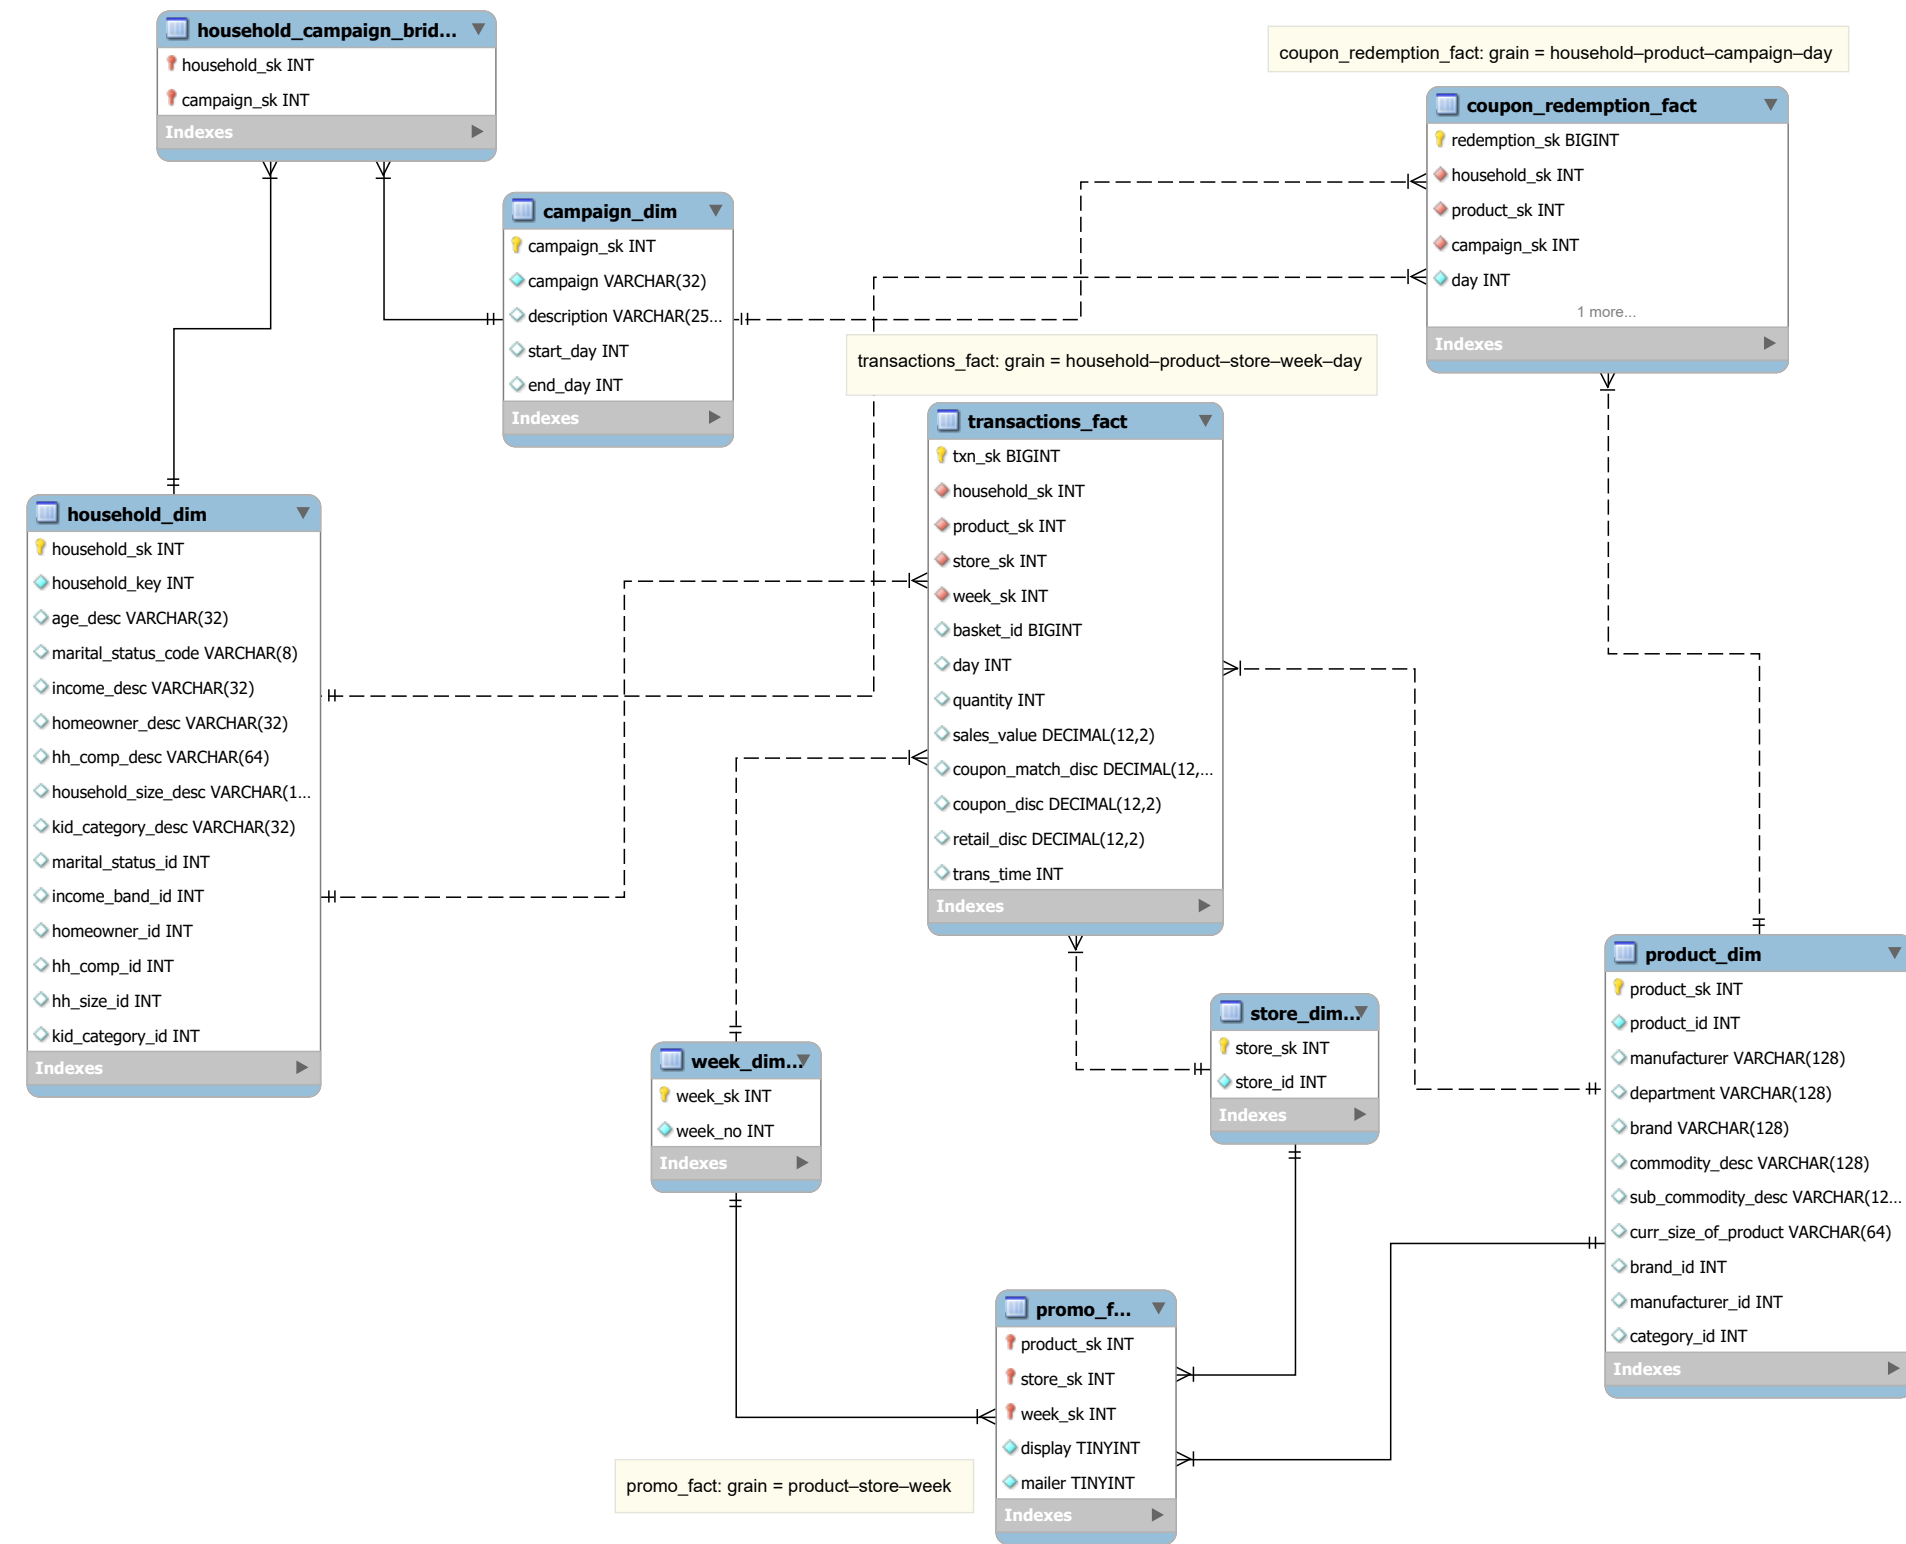 household_campaign_brid...
household_sk INT
campaign_sk INT
Indexes
coupon_redemption_fact: grain = household–product–campaign–day
coupon_redemption_fact
redemption_sk BIGINT
household_sk INT
product_sk INT
campaign_sk INT
day INT
1 more...
Indexes
campaign_dim
campaign_sk INT
campaign VARCHAR(32)
description VARCHAR(25...
start_day INT
end_day INT
Indexes
transactions_fact: grain = household–product–store–week–day
transactions_fact
txn_sk BIGINT
household_sk INT
product_sk INT
store_sk INT
week_sk INT
basket_id BIGINT
day INT
quantity INT
sales_value DECIMAL(12,2)
coupon_match_disc DECIMAL(12,...
coupon_disc DECIMAL(12,2)
retail_disc DECIMAL(12,2)
trans_time INT
Indexes
household_dim
household_sk INT
household_key INT
age_desc VARCHAR(32)
marital_status_code VARCHAR(8)
income_desc VARCHAR(32)
homeowner_desc VARCHAR(32)
hh_comp_desc VARCHAR(64)
household_size_desc VARCHAR(1...
kid_category_desc VARCHAR(32)
marital_status_id INT
income_band_id INT
homeowner_id INT
hh_comp_id INT
hh_size_id INT
kid_category_id INT
Indexes
week_dim...
week_sk INT
week_no INT
Indexes
store_dim...
store_sk INT
store_id INT
Indexes
product_dim
product_sk INT
product_id INT
manufacturer VARCHAR(128)
department VARCHAR(128)
brand VARCHAR(128)
commodity_desc VARCHAR(128)
sub_commodity_desc VARCHAR(12...
curr_size_of_product VARCHAR(64)
brand_id INT
manufacturer_id INT
category_id INT
Indexes
promo_f...
product_sk INT
store_sk INT
week_sk INT
display TINYINT
mailer TINYINT
Indexes
promo_fact: grain = product–store–week